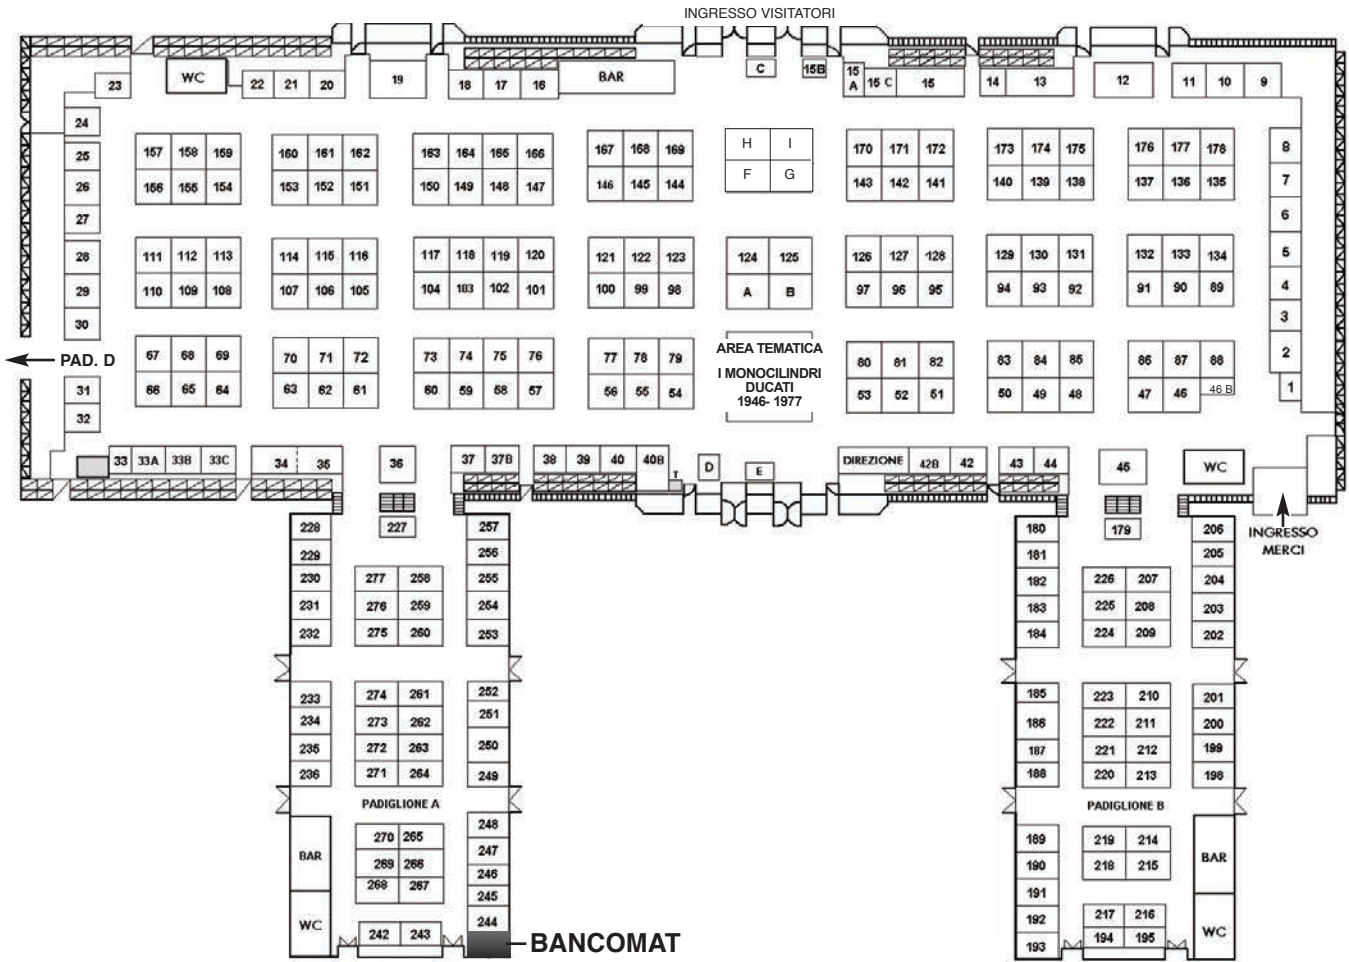 INGRESSO VISITATORI
WC
BAR
C
15B
15
A
15 C
15
14
13
12
11
10
9
23
22
21
20
19
18
17
16
24
157 158 159
160 161 162
163 164 165 166
167 168 169
H I
170 171 172
173 174 175
176 177 178
8
25
26
156 155 154
153 152 151
150 149 148 147
146 145 144
F G
143 142 141
140 139 138
137 136 135
7
27
6
28
111 112 113
114 115 116
117 118 119 120
121 122 123
124 125
126 127 128
129 130 131
132 133 134
5
29
110 109 108
107 106 105
104 103 102 101
100 99 98
A B
97 96 95
94 93 92
91 90 89
4
30
3
PAD. D
67 68 69
70 71 72
73 74 75 76
77 78 79
AREA TEMATICA
I MONOCILINDRI
DUCATI
1946- 1977
80 81 82
83 84 85
86 87 88
2
31
66 65 64
63 62 61
60 59 58 57
56 55 54
53 52 51
50 49 48
47 46
46 B
1
32
33 33A 33B 33C
34 35
36
37 37B
38 39 40 40B
T
D
E
DIREZIONE
42B 42
43 44
45
WC
INGRESSO
MERCI
228 227 257
229 256
230 277 258 255
231 276 259 254
232 275 260 253
233 274 261 252
234 273 262 251
235 272 263 250
236 271 264 249
PADIGLIONE A
270 265 248
BAR
269 266 247
268 267 246
245
WC
242 243 244
BANCOMAT
180 179 206
181 205
182 226 207 204
183 225 208 203
184 224 209 202
185 223 210 201
186 222 211 200
187 221 212 199
188 220 213 198
PADIGLIONE B
189 219 214
190 218 215
BAR
191
192 217 216
193 194 195
WC